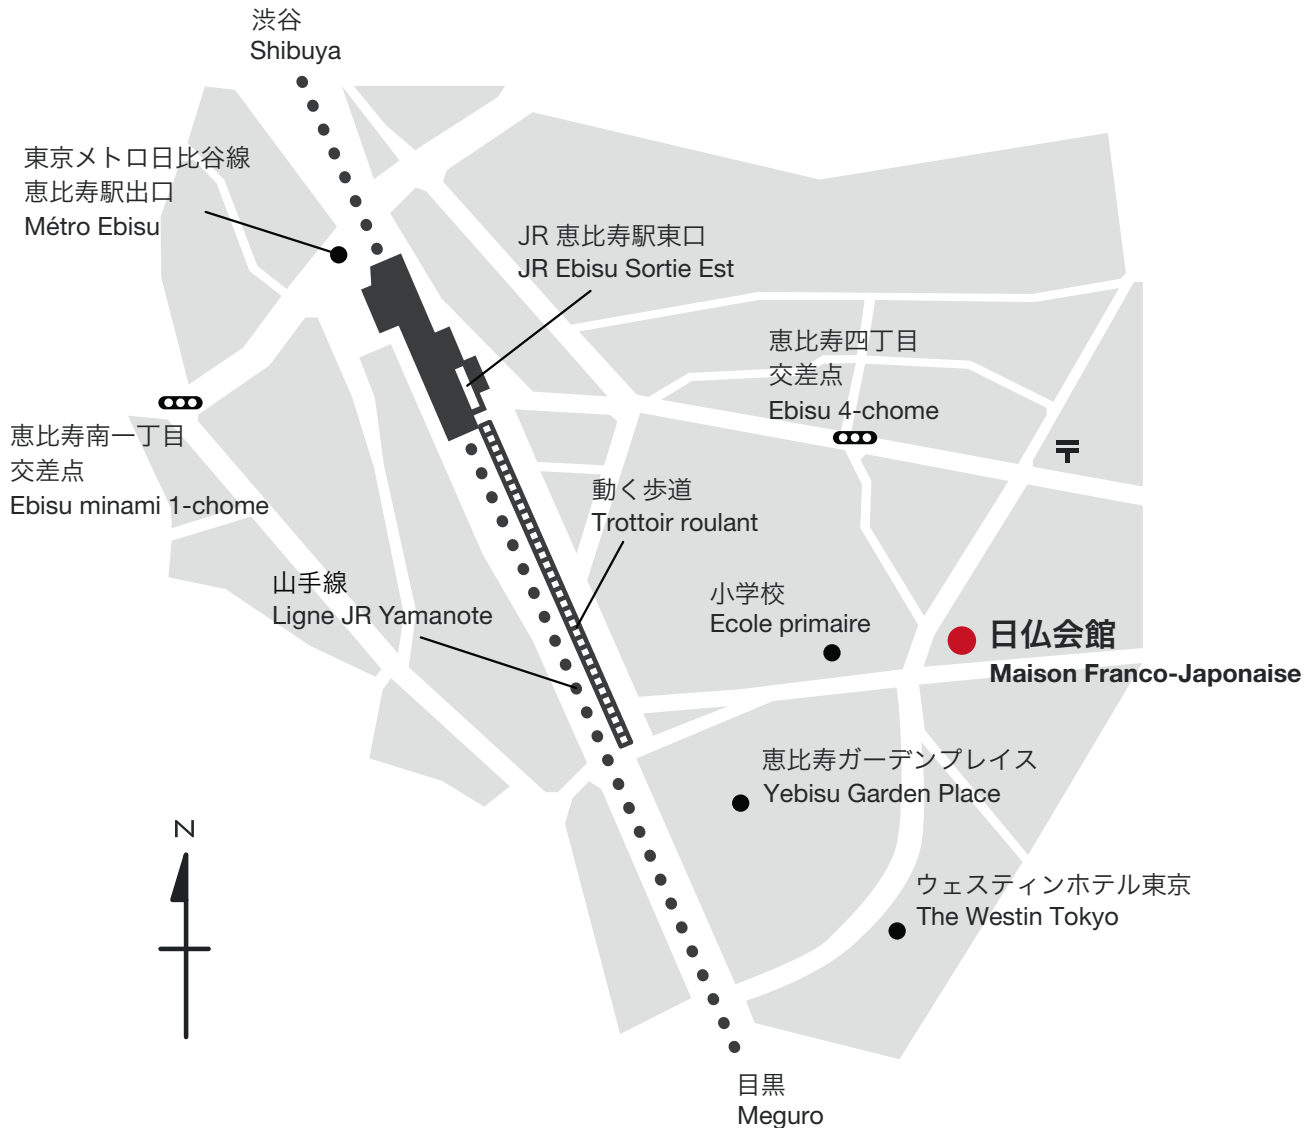 渋谷
Shibuya
東京メトロ日比谷線
恵比寿駅出口
Métro Ebisu
JR 恵比寿駅東口
JR Ebisu Sortie Est
恵比寿四丁目
交差点
Ebisu 4-chome
恵比寿南一丁目
交差点
Ebisu minami 1-chome
動く歩道
Trottoir roulant
山手線
Ligne JR Yamanote
小学校
Ecole primaire
日仏会館
Maison Franco-Japonaise
恵比寿ガーデンプレイス
Yebisu Garden Place
N
ウェスティンホテル東京
The Westin Tokyo
目黒
Meguro